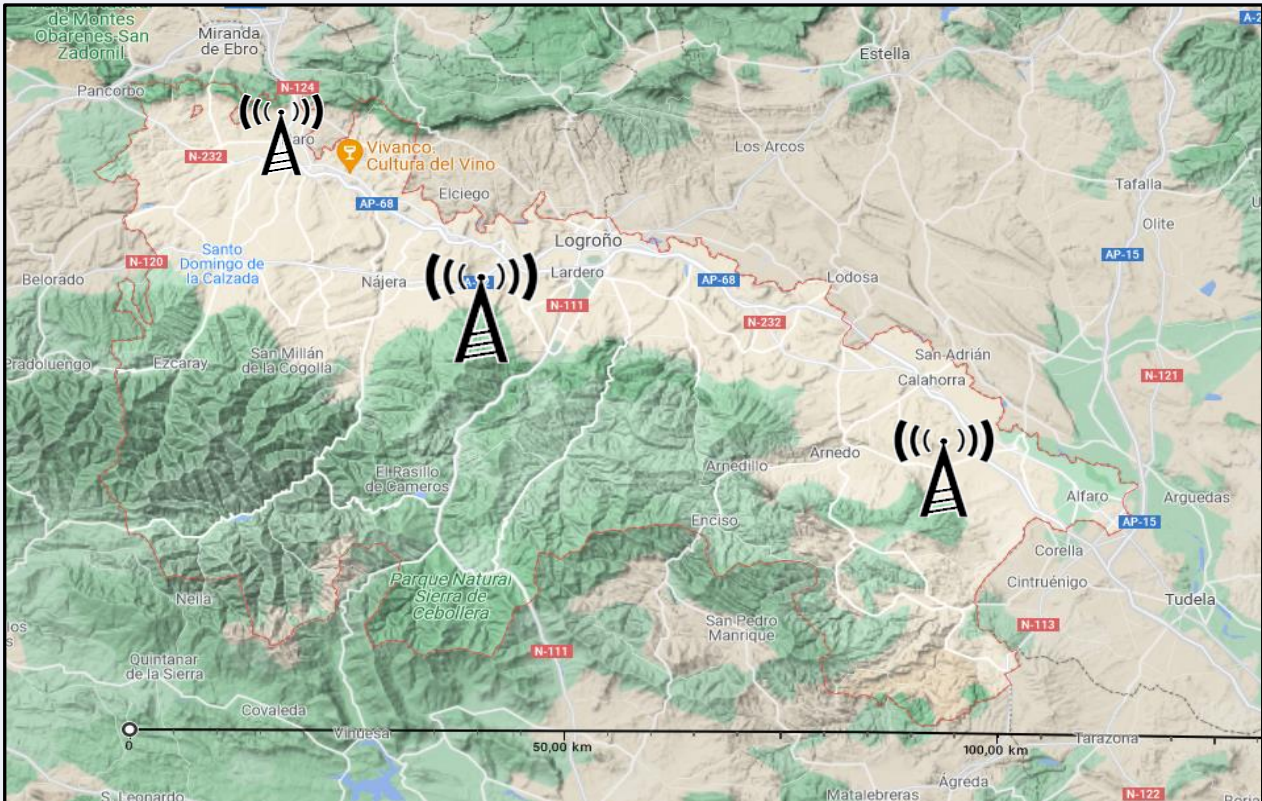 de Montes
Obarenes-San
Zadornil
Miranda
de Ebro
A-2
Estella
Pancorbo
N-124
aro
Vivanco,
Cultura del Vino
N-232
Los Arcos
Tafalla
Elciego
AP-68
Olite
Logroño
Santo
Domingo de
la Calzada
N-120
AP-15
Belorado
Nájera
Lardero
AP-68
Lodosa
N-111
N-232
San Adrián
San Millán
de la Cogolla
Pradoluengo
Ezcaray
Calahorra
N-121
Arnedo
Arnedillo
El Rasillo
de Cameros
Alfaro
Arguedas
Enciso
AP-15
Corella
Parque Natural
Sierra de
Cebollera
Cintruénigo
Neila
Tudela
San Pedro
Manrique
N-113
N-111
Quintanar
de la Sierra
Covaleda
Vinuesa
0
50,00 km
100,00 km
Tarazona
Ágreda
S. Leonardo
Matalebreras
N-122